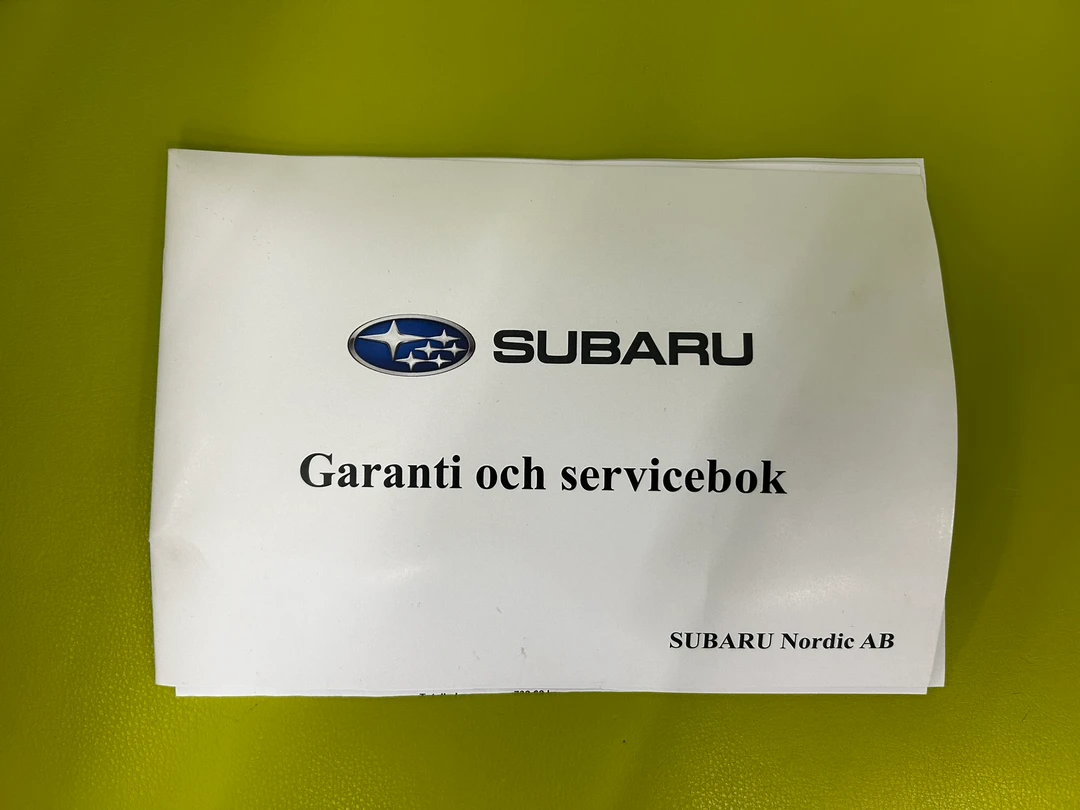 SUBARU
Garanti och servicebok
SUBARU Nordic AB